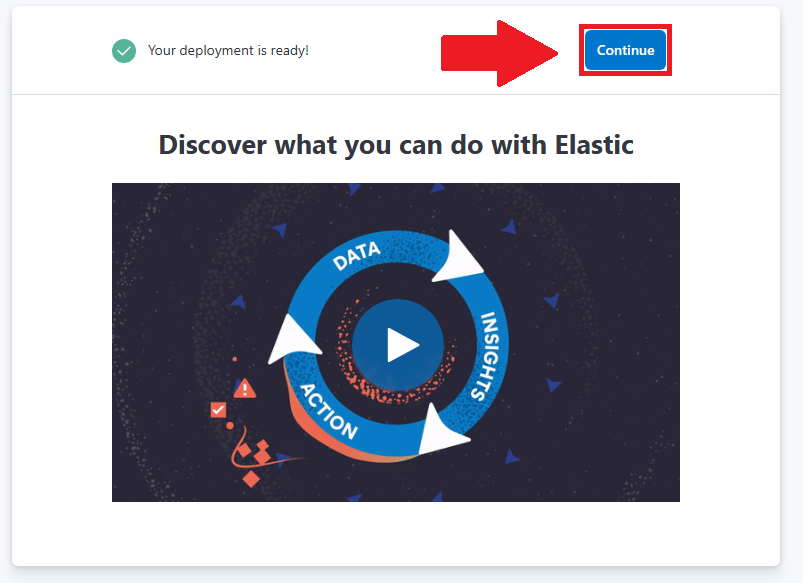 Your deployment is ready!
Continue
Discover what you can do with Elastic
DATA
INSIGHTS
ACTION